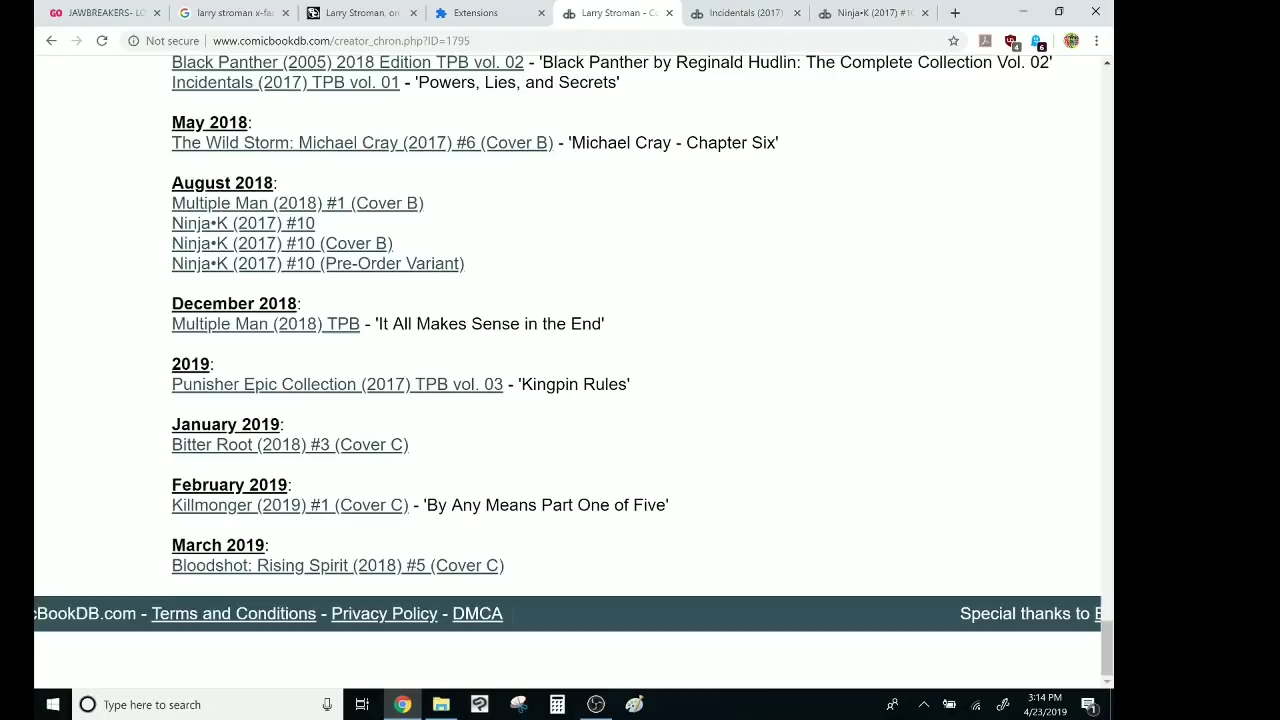 JAWBREAKERS- LO
larry stroman x-fa
Larry Stroman, on
Extensions
Larry Stroman - C
Incidentals (2017)
Ninja•K (2017) #10
Not secure
www.comicbookdb.com/creator_chron.php?ID=1795
4
6
Black Panther (2005) 2018 Edition TPB vol. 02 - 'Black Panther by Reginald Hudlin: The Complete Collection Vol. 02'
Incidentals (2017) TPB vol. 01 - 'Powers, Lies, and Secrets'
May 2018:
The Wild Storm: Michael Cray (2017) #6 (Cover B) - 'Michael Cray - Chapter Six'
August 2018:
Multiple Man (2018) #1 (Cover B)
Ninja•K (2017) #10
Ninja•K (2017) #10 (Cover B)
Ninja•K (2017) #10 (Pre-Order Variant)
December 2018:
Multiple Man (2018) TPB - 'It All Makes Sense in the End'
2019:
Punisher Epic Collection (2017) TPB vol. 03 - 'Kingpin Rules'
January 2019:
Bitter Root (2018) #3 (Cover C)
February 2019:
Killmonger (2019) #1 (Cover C) - 'By Any Means Part One of Five'
March 2019:
Bloodshot: Rising Spirit (2018) #5 (Cover C)
cBookDB.com - Terms and Conditions - Privacy Policy - DMCA
Special thanks to E
Type here to search
3:14 PM
4/23/2019
1